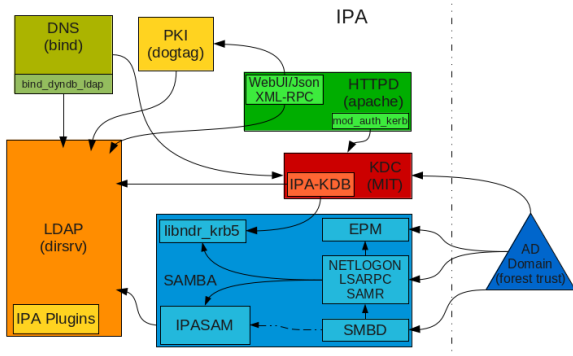 IPA
DNS
(bind)
bind_dyndb_ldap
PKI
(dogtag)
WebUI/Json
XML-RPC
HTTPD
(apache)
mod_auth_kerb
KDC
(MIT)
IPA-KDB
LDAP
(dirsrv)
IPA Plugins
libndr_krb5
EPM
SAMBA
NETLOGON
LSARPC
SAMR
IPASAM
SMBD
AD
Domain
(forest trust)